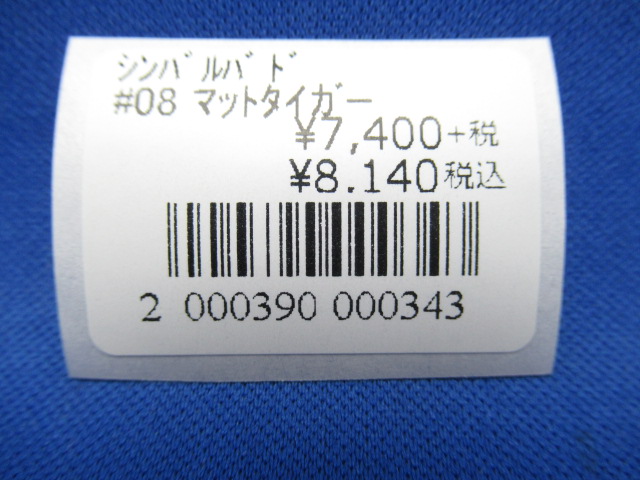 シンバルバード
#08 マットタイガー
¥7,400+税
¥8.140税込
2 000390 000343